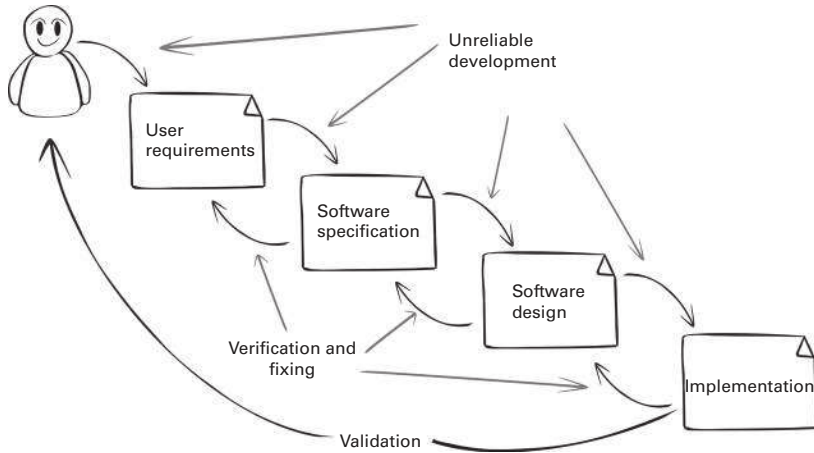 Unreliable
development
User
requirements
Software
specification
Software
design
Verification and
fixing
Implementation
Validation